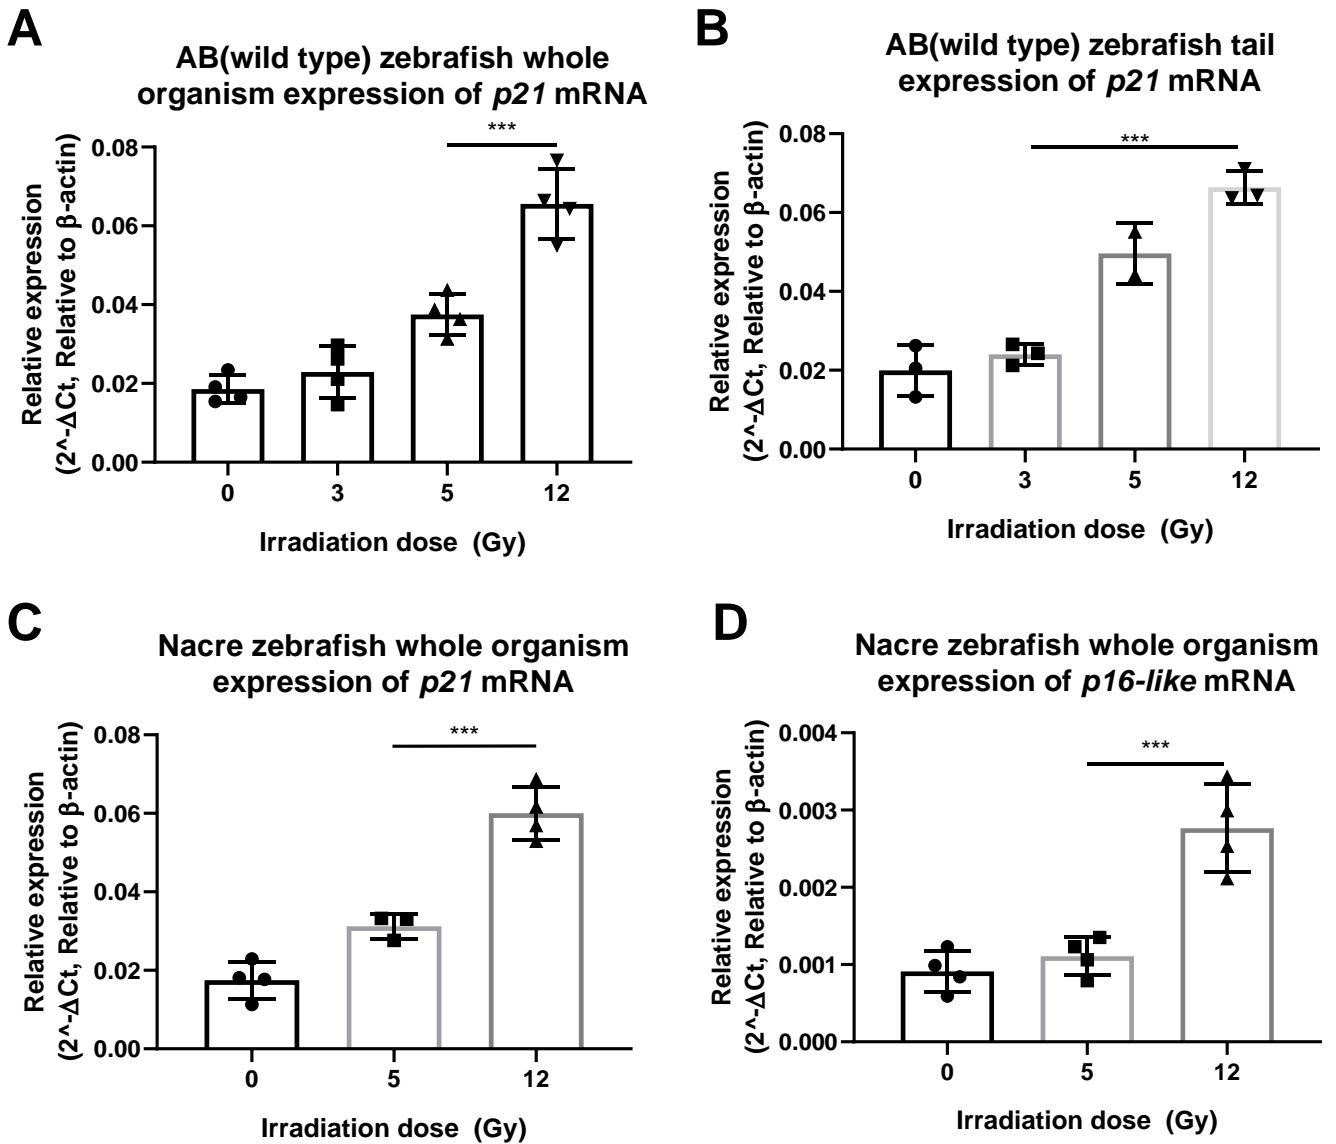 A
AB(wild type) zebrafish whole
organism expression of p21 mRNA
Relative expression
(2^-ΔCt, Relative to β-actin)
0.08
0.06
0.04
0.02
0.00
***
0 3 5 12
Irradiation dose (Gy)
B
AB(wild type) zebrafish tail
expression of p21 mRNA
Relative expression
(2^-ΔCt, Relative to β-actin)
0.08
0.06
0.04
0.02
0.00
***
0 3 5 12
Irradiation dose (Gy)
C
Nacre zebrafish whole organism
expression of p21 mRNA
Relative expression
(2^-ΔCt, Relative to β-actin)
0.08
0.06
0.04
0.02
0.00
***
0 5 12
Irradiation dose (Gy)
D
Nacre zebrafish whole organism
expression of p16-like mRNA
Relative expression
(2^-ΔCt, Relative to β-actin)
0.004
0.003
0.002
0.001
0.000
***
0 5 12
Irradiation dose (Gy)